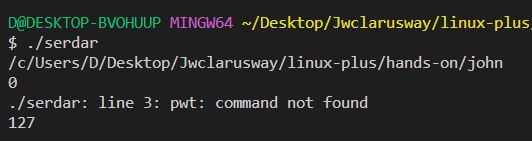 D@DESKTOP-BVOHUUP MINGW64 ~/Desktop/Jwclarusway/linux-plus/
$ ./serdar
/c/Users/D/Desktop/Jwclarusway/linux-plus/hands-on/john
0
./serdar: line 3: pwt: command not found
127